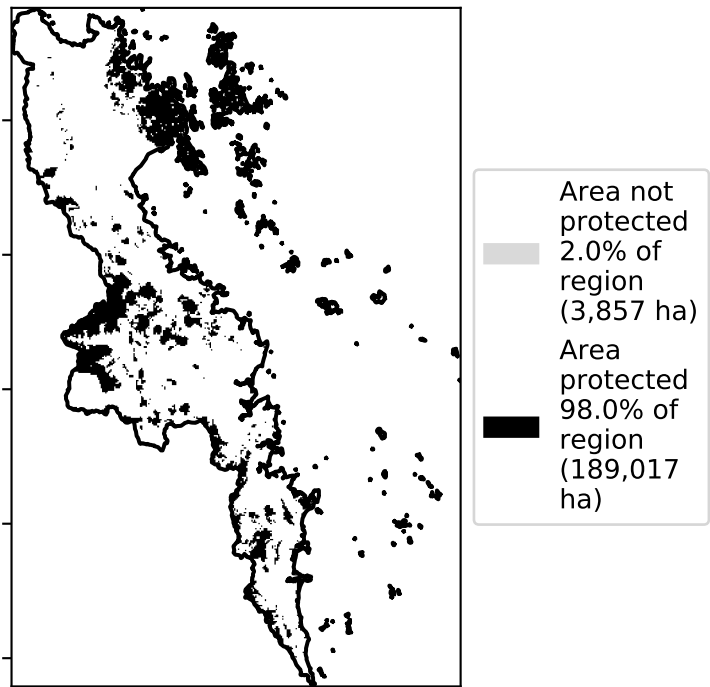 Area not
protected
2.0% of
region
(3,857 ha)
Area
protected
98.0% of
region
(189,017
ha)